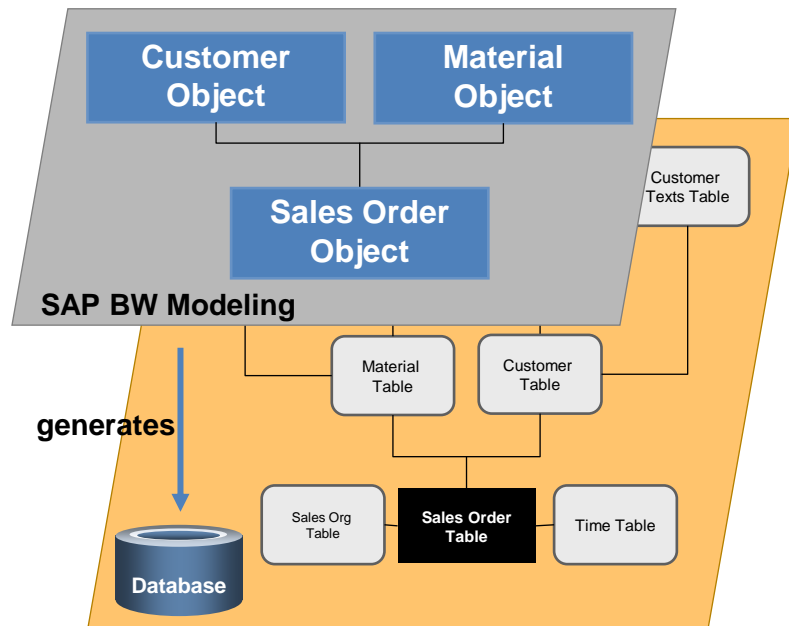 Customer
Object
Material
Object
Sales Order
Object
SAP BW Modeling
Customer
Texts Table
Material
Table
Customer
Table
generates
Sales Org
Table
Sales Order
Table
Time Table
Database